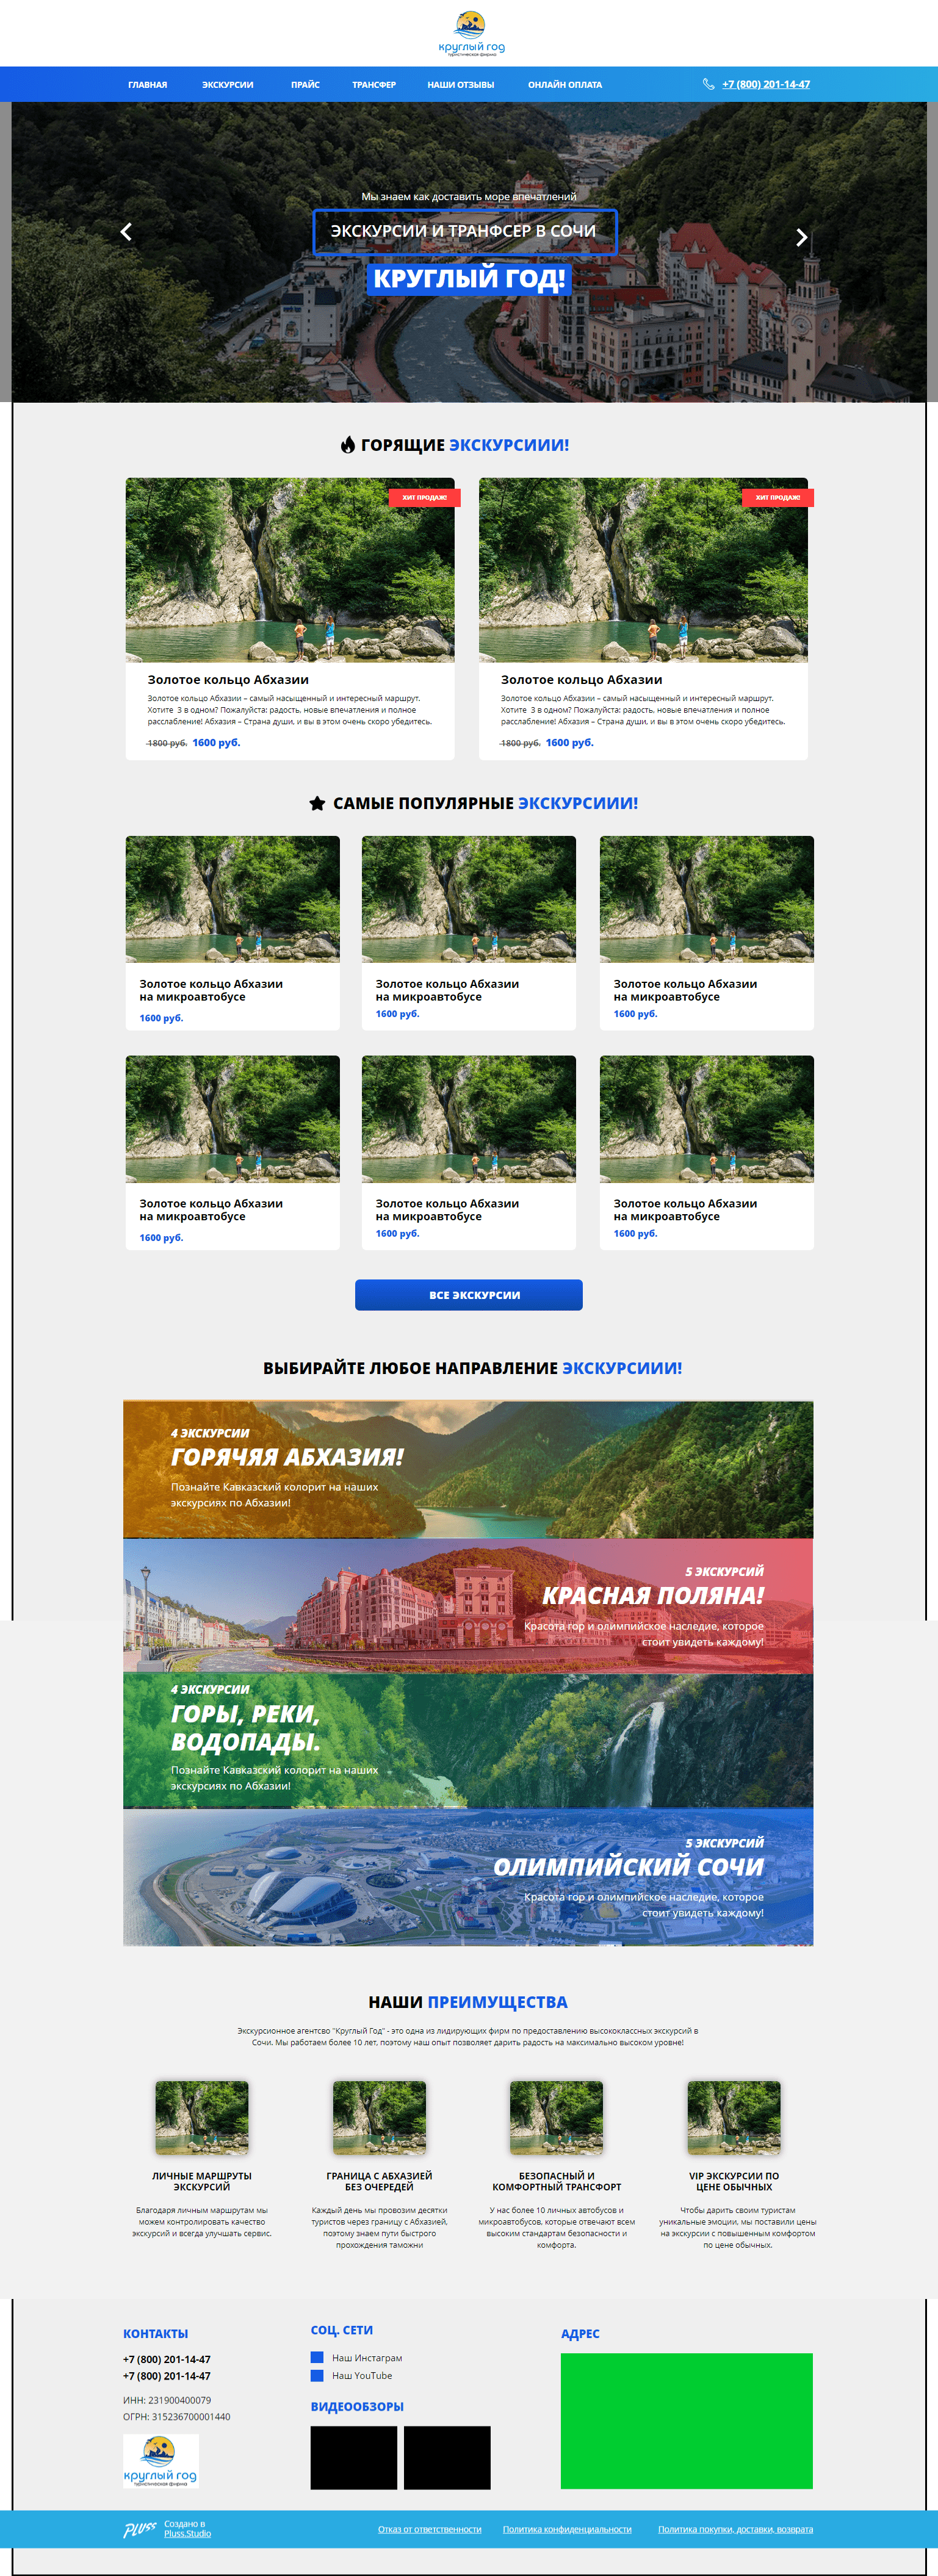 круглый год
туристическая фирма
ГЛАВНАЯ ЭКСКУРСИИ ПРАЙС ТРАНСФЕР НАШИ ОТЗЫВЫ ОНЛАЙН ОПЛАТА +7 (800) 201-14-47
Мы знаем как доставить море впечатлений
ЭКСКУРСИИ И ТРАНФСЕР В СОЧИ
КРУГЛЫЙ ГОД!
ГОРЯЩИЕ ЭКСКУРСИИИ!
ХИТ ПРОДАЖ!
Золотое кольцо Абхазии
Золотое кольцо Абхазии – самый насыщенный и интересный маршрут.
Хотите 3 в одном? Пожалуйста: радость, новые впечатления и полное
расслабление! Абхазия – Страна души, и вы в этом очень скоро убедитесь.
1800 руб. 1600 руб.
ХИТ ПРОДАЖ!
Золотое кольцо Абхазии
Золотое кольцо Абхазии – самый насыщенный и интересный маршрут.
Хотите 3 в одном? Пожалуйста: радость, новые впечатления и полное
расслабление! Абхазия – Страна души, и вы в этом очень скоро убедитесь.
1800 руб. 1600 руб.
САМЫЕ ПОПУЛЯРНЫЕ ЭКСКУРСИИИ!
Золотое кольцо Абхазии
на микроавтобусе
1600 руб.
Золотое кольцо Абхазии
на микроавтобусе
1600 руб.
Золотое кольцо Абхазии
на микроавтобусе
1600 руб.
Золотое кольцо Абхазии
на микроавтобусе
1600 руб.
Золотое кольцо Абхазии
на микроавтобусе
1600 руб.
Золотое кольцо Абхазии
на микроавтобусе
1600 руб.
ВСЕ ЭКСКУРСИИ
ВЫБИРАЙТЕ ЛЮБОЕ НАПРАВЛЕНИЕ ЭКСКУРСИИИ!
4 ЭКСКУРСИИ
ГОРЯЧЯЯ АБХАЗИЯ!
Познайте Кавказский колорит на наших
экскурсиях по Абхазии!
5 ЭКСКУРСИЙ
КРАСНАЯ ПОЛЯНА!
Красота гор и олимпийское наследие, которое
стоит увидеть каждому!
4 ЭКСКУРСИИ
ГОРЫ, РЕКИ,
ВОДОПАДЫ.
Познайте Кавказский колорит на наших
экскурсиях по Абхазии!
5 ЭКСКУРСИЙ
ОЛИМПИЙСКИЙ СОЧИ
Красота гор и олимпийское наследие, которое
стоит увидеть каждому!
НАШИ ПРЕИМУЩЕСТВА
Экскурсионное агентсво "Круглый Год" - это одна из лидирующих фирм по предоставлению высококлассных экскурсий в
Сочи. Мы работаем более 10 лет, поэтому наш опыт позволяет дарить радость на максимально высоком уровне!
ЛИЧНЫЕ МАРШРУТЫ
ЭКСКУРСИЙ
Благодаря личным маршрутам мы
можем контролировать качество
экскурсий и всегда улучшать сервис.
ГРАНИЦА С АБХАЗИЕЙ
БЕЗ ОЧЕРЕДЕЙ
Каждый день мы провозим десятки
туристов через границу с Абхазией,
поэтому знаем пути быстрого
прохождения таможни
БЕЗОПАСНЫЙ И
КОМФОРТНЫЙ ТРАНСПОРТ
У нас более 10 личных автобусов и
микроавтобусов, которые отвечают всем
высоким стандартам безопасности и
комфорта.
VIP ЭКСКУРСИИ ПО
ЦЕНЕ ОБЫЧНЫХ
Чтобы дарить своим туристам
уникальные эмоции, мы поставили цены
на экскурсии с повышенным комфортом
по цене обычных.
КОНТАКТЫ
+7 (800) 201-14-47
+7 (800) 201-14-47
ИНН: 231900400079
ОГРН: 315236700001440
круглый год
туристическая фирма
СОЦ. СЕТИ
Наш Инстаграм
Наш YouTube
ВИДЕООБЗОРЫ
АДРЕС
Pluss
Создано в
Pluss.Studio
Отказ от ответственности Политика конфиденциальности Политика покупки, доставки, возврата